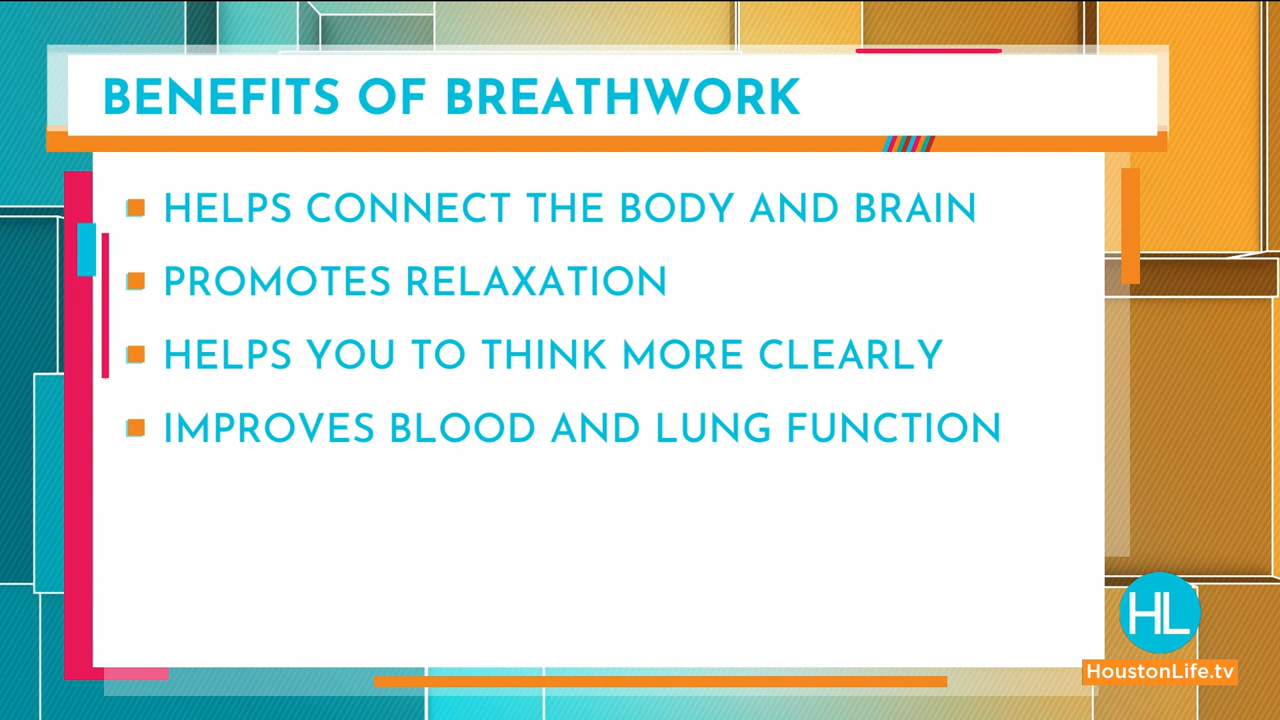 BENEFITS OF BREATHWORK
HELPS CONNECT THE BODY AND BRAIN
PROMOTES RELAXATION
HELPS YOU TO THINK MORE CLEARLY
IMPROVES BLOOD AND LUNG FUNCTION
HL
HoustonLife.tv